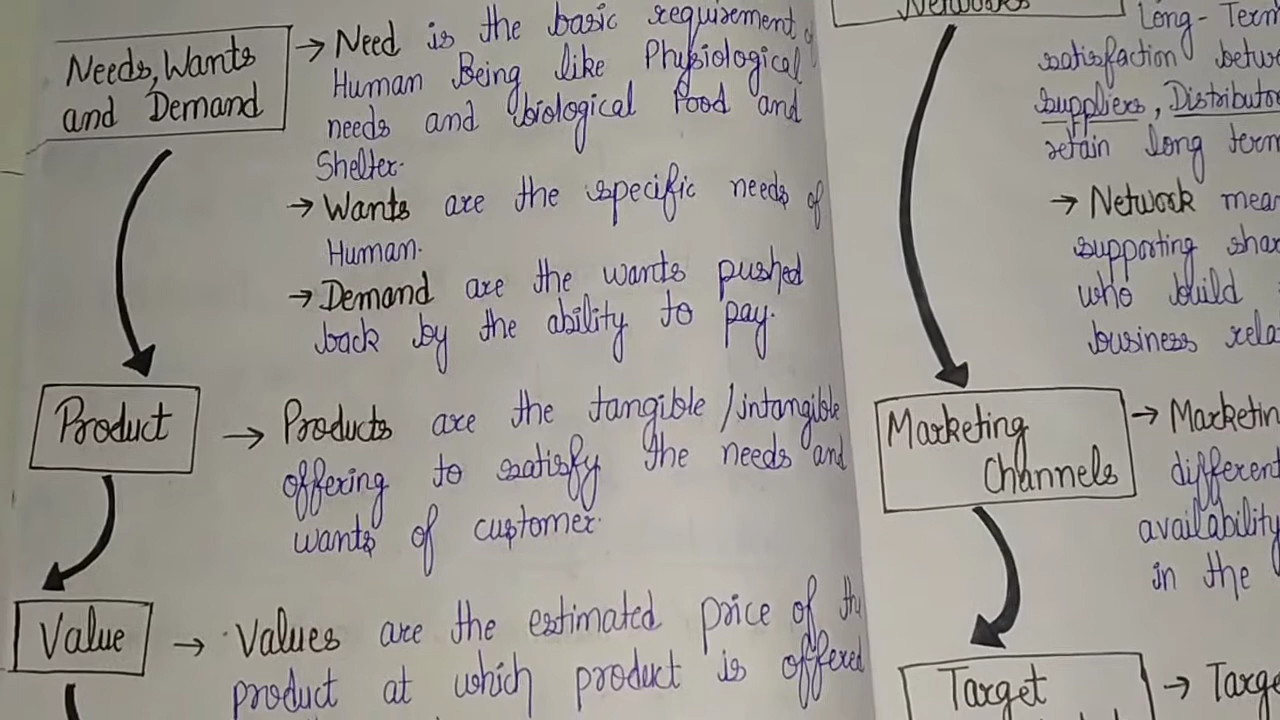 Needs, Wants
and Demand
→ Need is the basic requirement of
Human Being like Physiological
needs and biological Food and
Shelter.
→ Wants are the specific needs of
Human.
→ Demand are the wants pushed
back by the ability to pay.
Product
→ Products are the tangible / intangible
offering to satisfy the needs and
wants of customer.
Value
→ Values are the estimated price of the
product at which product is offered
Networks
Long-Term
satisfaction betwe
suppliers, Distributo
retain long term
→ Network mean
supporting shar
who build
business rela
Marketing
Channels
→ Marketin
different
availability
in the
Target
→ Targe